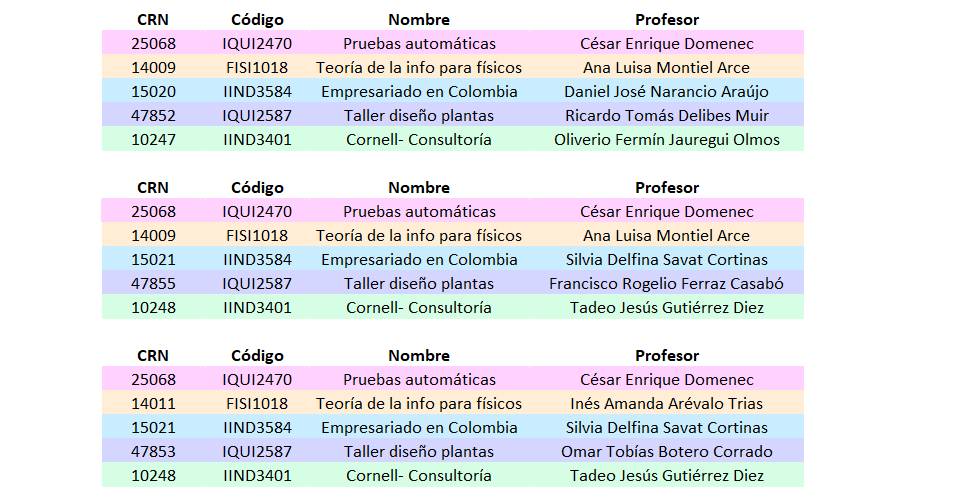 CRN Código Nombre Profesor
25068 IQUI2470 Pruebas automáticas César Enrique Domenec
14009 FISI1018 Teoría de la info para físicos Ana Luisa Montiel Arce
15020 IIND3584 Empresariado en Colombia Daniel José Narancio Araújo
47852 IQUI2587 Taller diseño plantas Ricardo Tomás Delibes Muir
10247 IIND3401 Cornell- Consultoría Oliverio Fermín Jauregui Olmos
CRN Código Nombre Profesor
25068 IQUI2470 Pruebas automáticas César Enrique Domenec
14009 FISI1018 Teoría de la info para físicos Ana Luisa Montiel Arce
15021 IIND3584 Empresariado en Colombia Silvia Delfina Savat Cortinas
47855 IQUI2587 Taller diseño plantas Francisco Rogelio Ferraz Casabó
10248 IIND3401 Cornell- Consultoría Tadeo Jesús Gutiérrez Diez
CRN Código Nombre Profesor
25068 IQUI2470 Pruebas automáticas César Enrique Domenec
14011 FISI1018 Teoría de la info para físicos Inés Amanda Arévalo Trias
15021 IIND3584 Empresariado en Colombia Silvia Delfina Savat Cortinas
47853 IQUI2587 Taller diseño plantas Omar Tobías Botero Corrado
10248 IIND3401 Cornell- Consultoría Tadeo Jesús Gutiérrez Diez